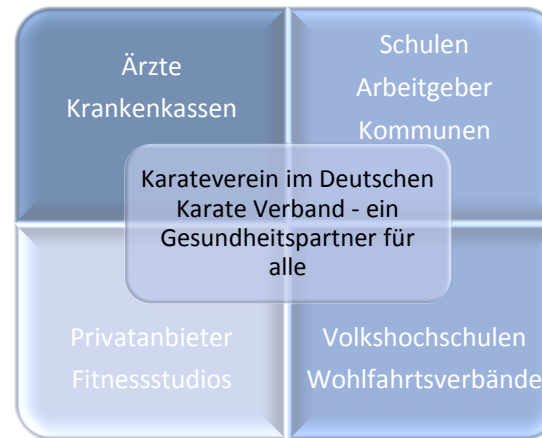 Ärzte
Krankenkassen
Schulen
Arbeitgeber
Kommunen
Karateverein im Deutschen
Karate Verband - ein
Gesundheitspartner für
alle
Privatanbieter
Fitnessstudios
Volkshochschulen
Wohlfahrtsverbände